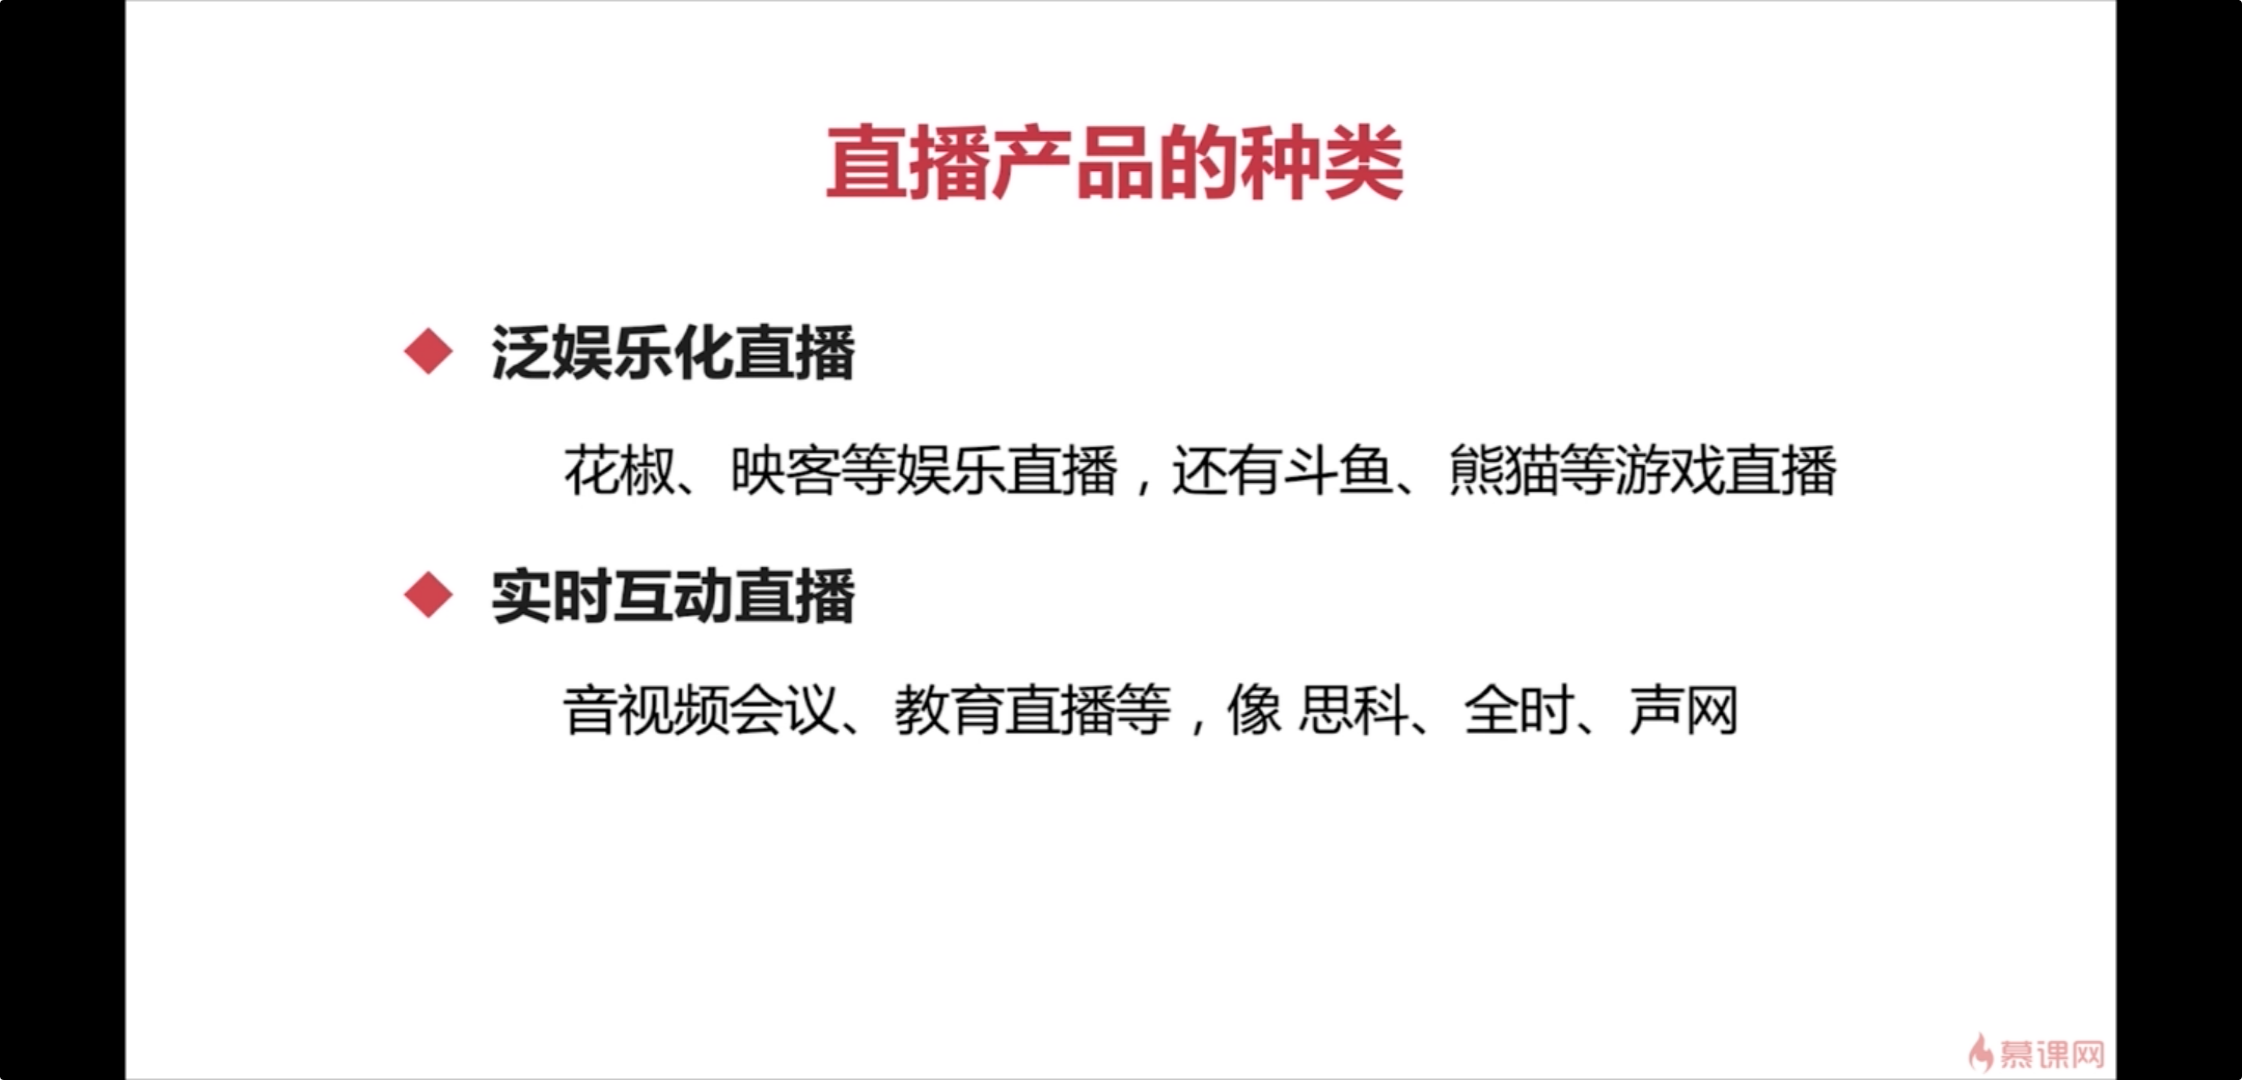 直播产品的种类
泛娱乐化直播
花椒、映客等娱乐直播，还有斗鱼、熊猫等游戏直播
实时互动直播
音视频会议、教育直播等，像 思科、全时、声网
慕课网